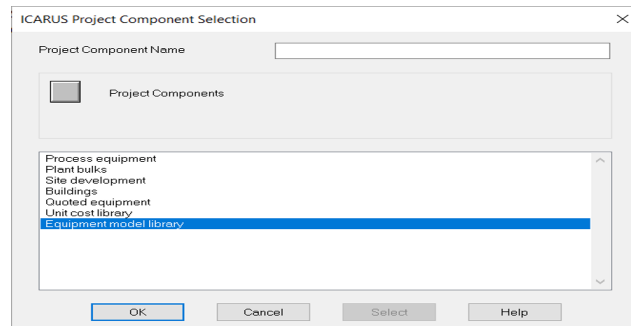 ICARUS Project Component Selection
Project Component Name
Project Components
Process equipment
Plant bulks
Site development
Buildings
Quoted equipment
Unit cost library
Equipment model library
OK Cancel Select Help